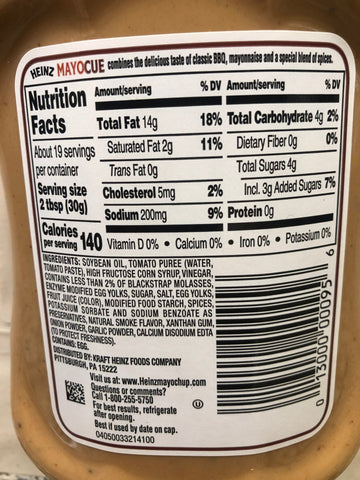 HEINZ MAYOCUE combines the delicious taste of classic BBQ, mayonnaise and a special blend of spices.
Nutrition Facts
About 19 servings per container
Serving size
2 tbsp (30g)
Calories per serving 140
Amount/serving % DV
Total Fat 14g 18%
Saturated Fat 2g 11%
Trans Fat 0g
Cholesterol 5mg 2%
Sodium 200mg 9%
Amount/serving % DV
Total Carbohydrate 4g 2%
Dietary Fiber 0g 0%
Total Sugars 4g
Incl. 3g Added Sugars 7%
Protein 0g
Vitamin D 0% • Calcium 0% • Iron 0% • Potassium 0%
INGREDIENTS: SOYBEAN OIL, TOMATO PUREE (WATER,
TOMATO PASTE), HIGH FRUCTOSE CORN SYRUP, VINEGAR,
CONTAINS LESS THAN 2% OF BLACKSTRAP MOLASSES,
ENZYME MODIFIED EGG YOLKS, SUGAR, SALT, EGG YOLKS,
FRUIT JUICE (COLOR), MODIFIED FOOD STARCH, SPICES,
POTASSIUM SORBATE AND SODIUM BENZOATE AS
PRESERVATIVES, NATURAL SMOKE FLAVOR, XANTHAN GUM,
ONION POWDER, GARLIC POWDER, CALCIUM DISODIUM EDTA
(TO PROTECT FRESHNESS).
CONTAINS: EGG.
DISTRIBUTED BY: KRAFT HEINZ FOODS COMPANY
PITTSBURGH, PA 15222
Visit us at: www.Heinzmayochup.com
Questions or comments?
Call 1-800-255-5750
For best results, refrigerate
after opening.
Best if used by date on cap.
04050033214100
U
0 13000 00095 6